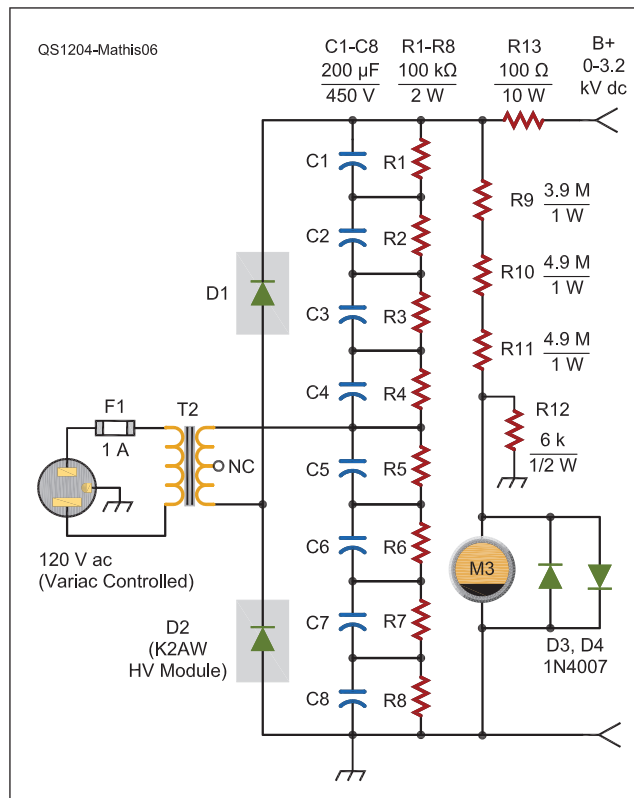 QS1204-Mathis06
C1-C8
200 µF
450 V
R1-R8
100 kΩ
2 W
R13
100 Ω
10 W
B+
0-3.2
kV dc
C1
R1
R9
3.9 M
1 W
C2
R2
R10
4.9 M
1 W
D1
C3
R3
R11
4.9 M
1 W
C4
R4
F1
1 A
T2
R12
6 k
1/2 W
NC
C5
R5
120 V ac
(Variac Controlled)
C6
R6
M3
D2
(K2AW
HV Module)
C7
R7
D3, D4
1N4007
C8
R8